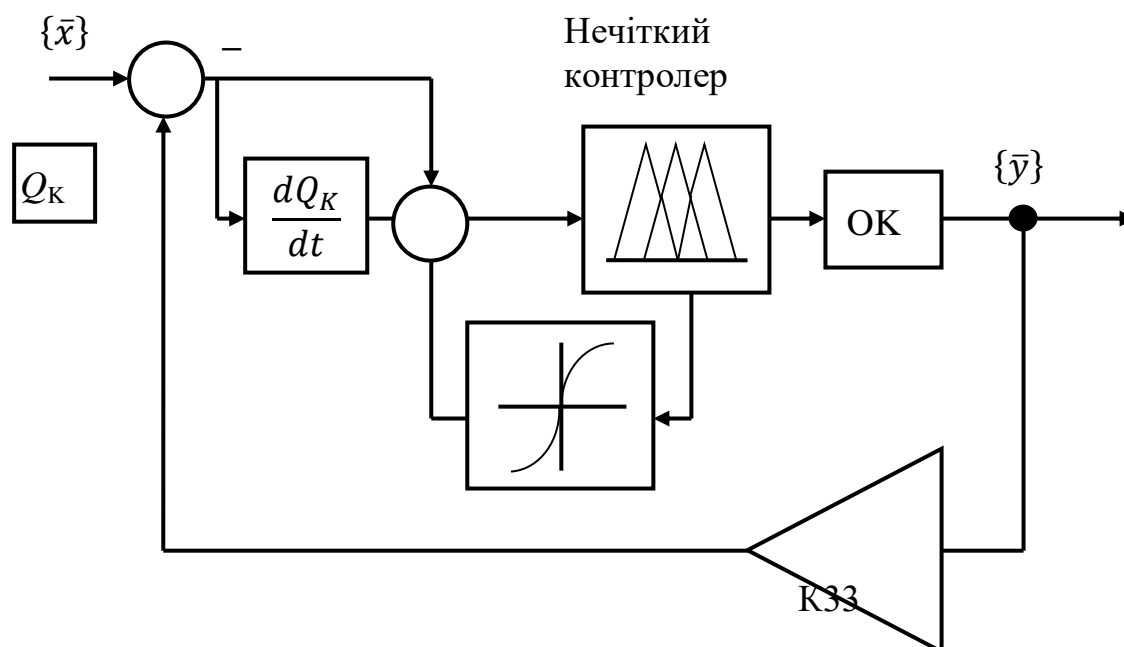 {x̄}
−
Нечіткий
контролер
Q_К
dQ_K
dt
ОК
{ȳ}
КЗЗ